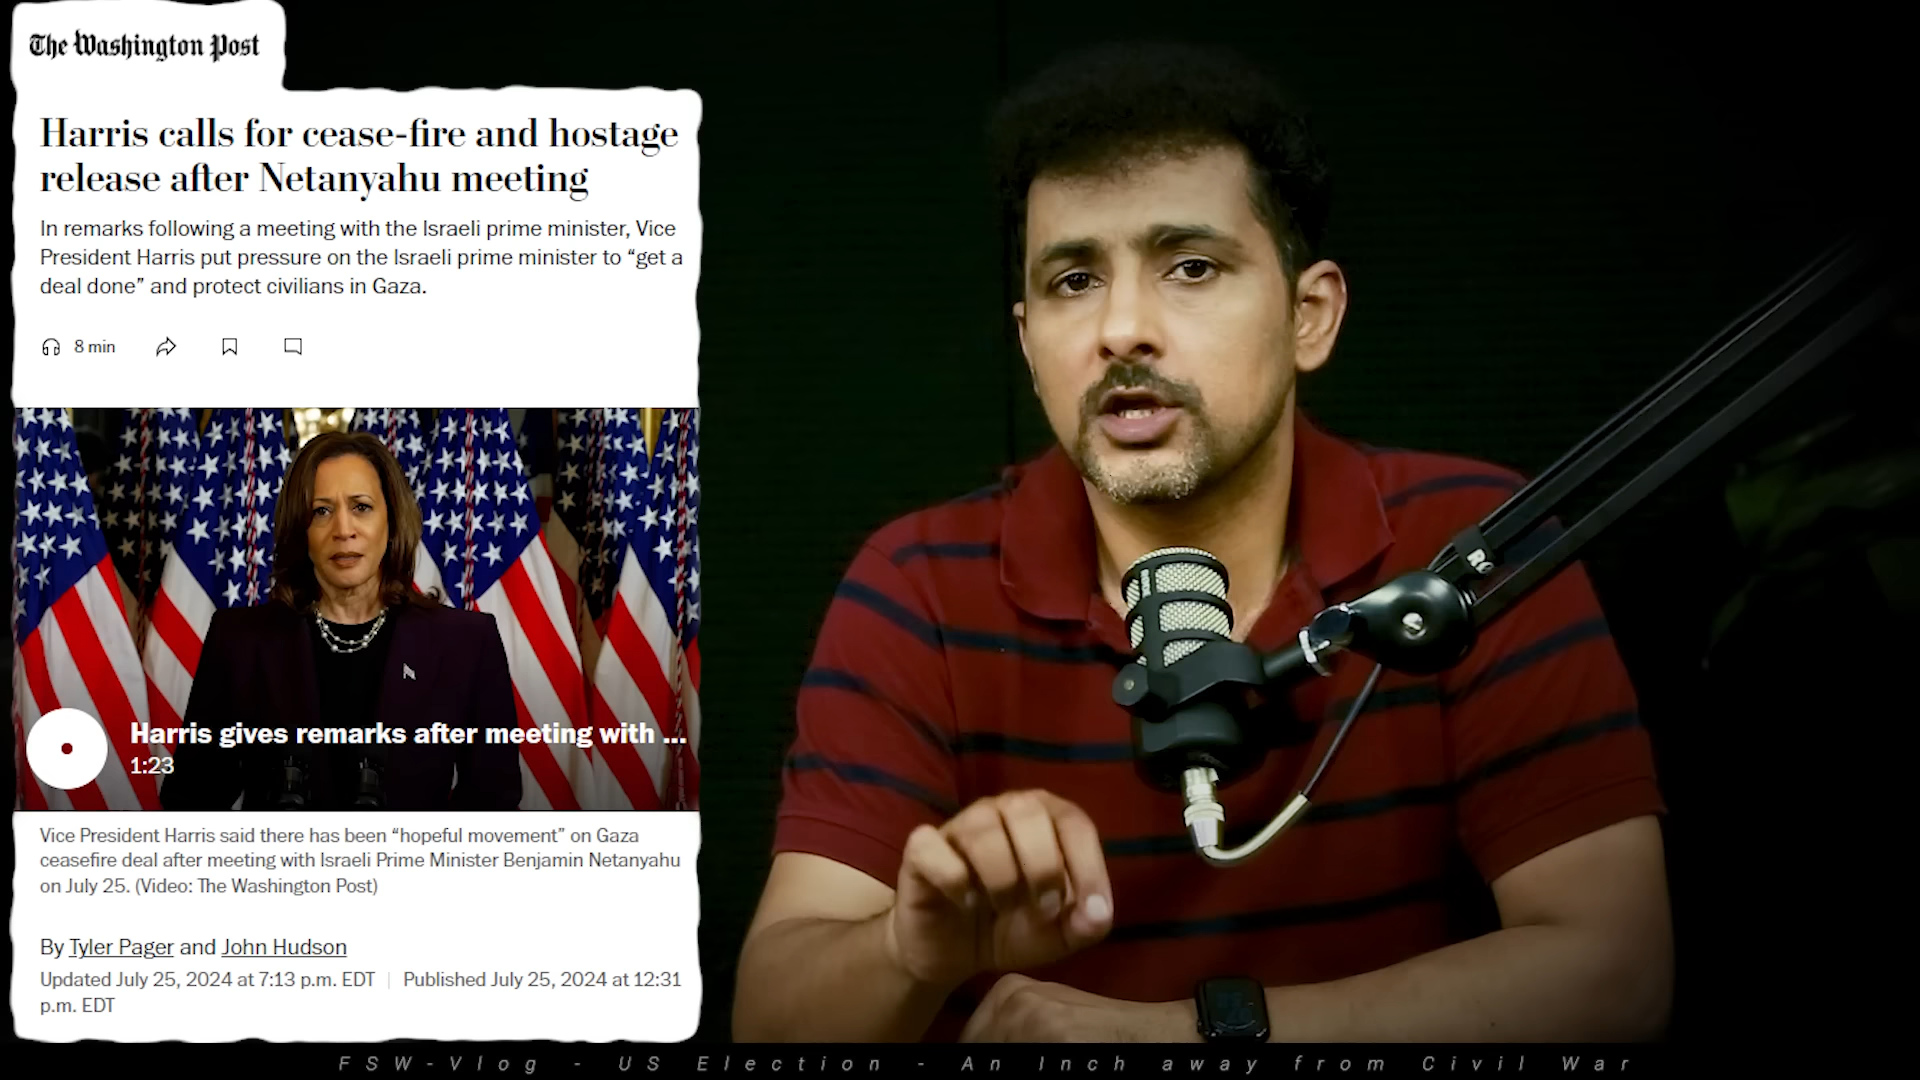 The Washington Post
Harris calls for cease-fire and hostage
release after Netanyahu meeting
In remarks following a meeting with the Israeli prime minister, Vice
President Harris put pressure on the Israeli prime minister to “get a
deal done” and protect civilians in Gaza.
8 min
Harris gives remarks after meeting with ...
1:23
Vice President Harris said there has been “hopeful movement” on Gaza
ceasefire deal after meeting with Israeli Prime Minister Benjamin Netanyahu
on July 25. (Video: The Washington Post)
By Tyler Pager and John Hudson
Updated July 25, 2024 at 7:13 p.m. EDT | Published July 25, 2024 at 12:31
p.m. EDT
FSW-Vlog - US Election - An Inch away from Civil War